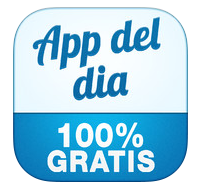 App del
dia
100%
GRATIS